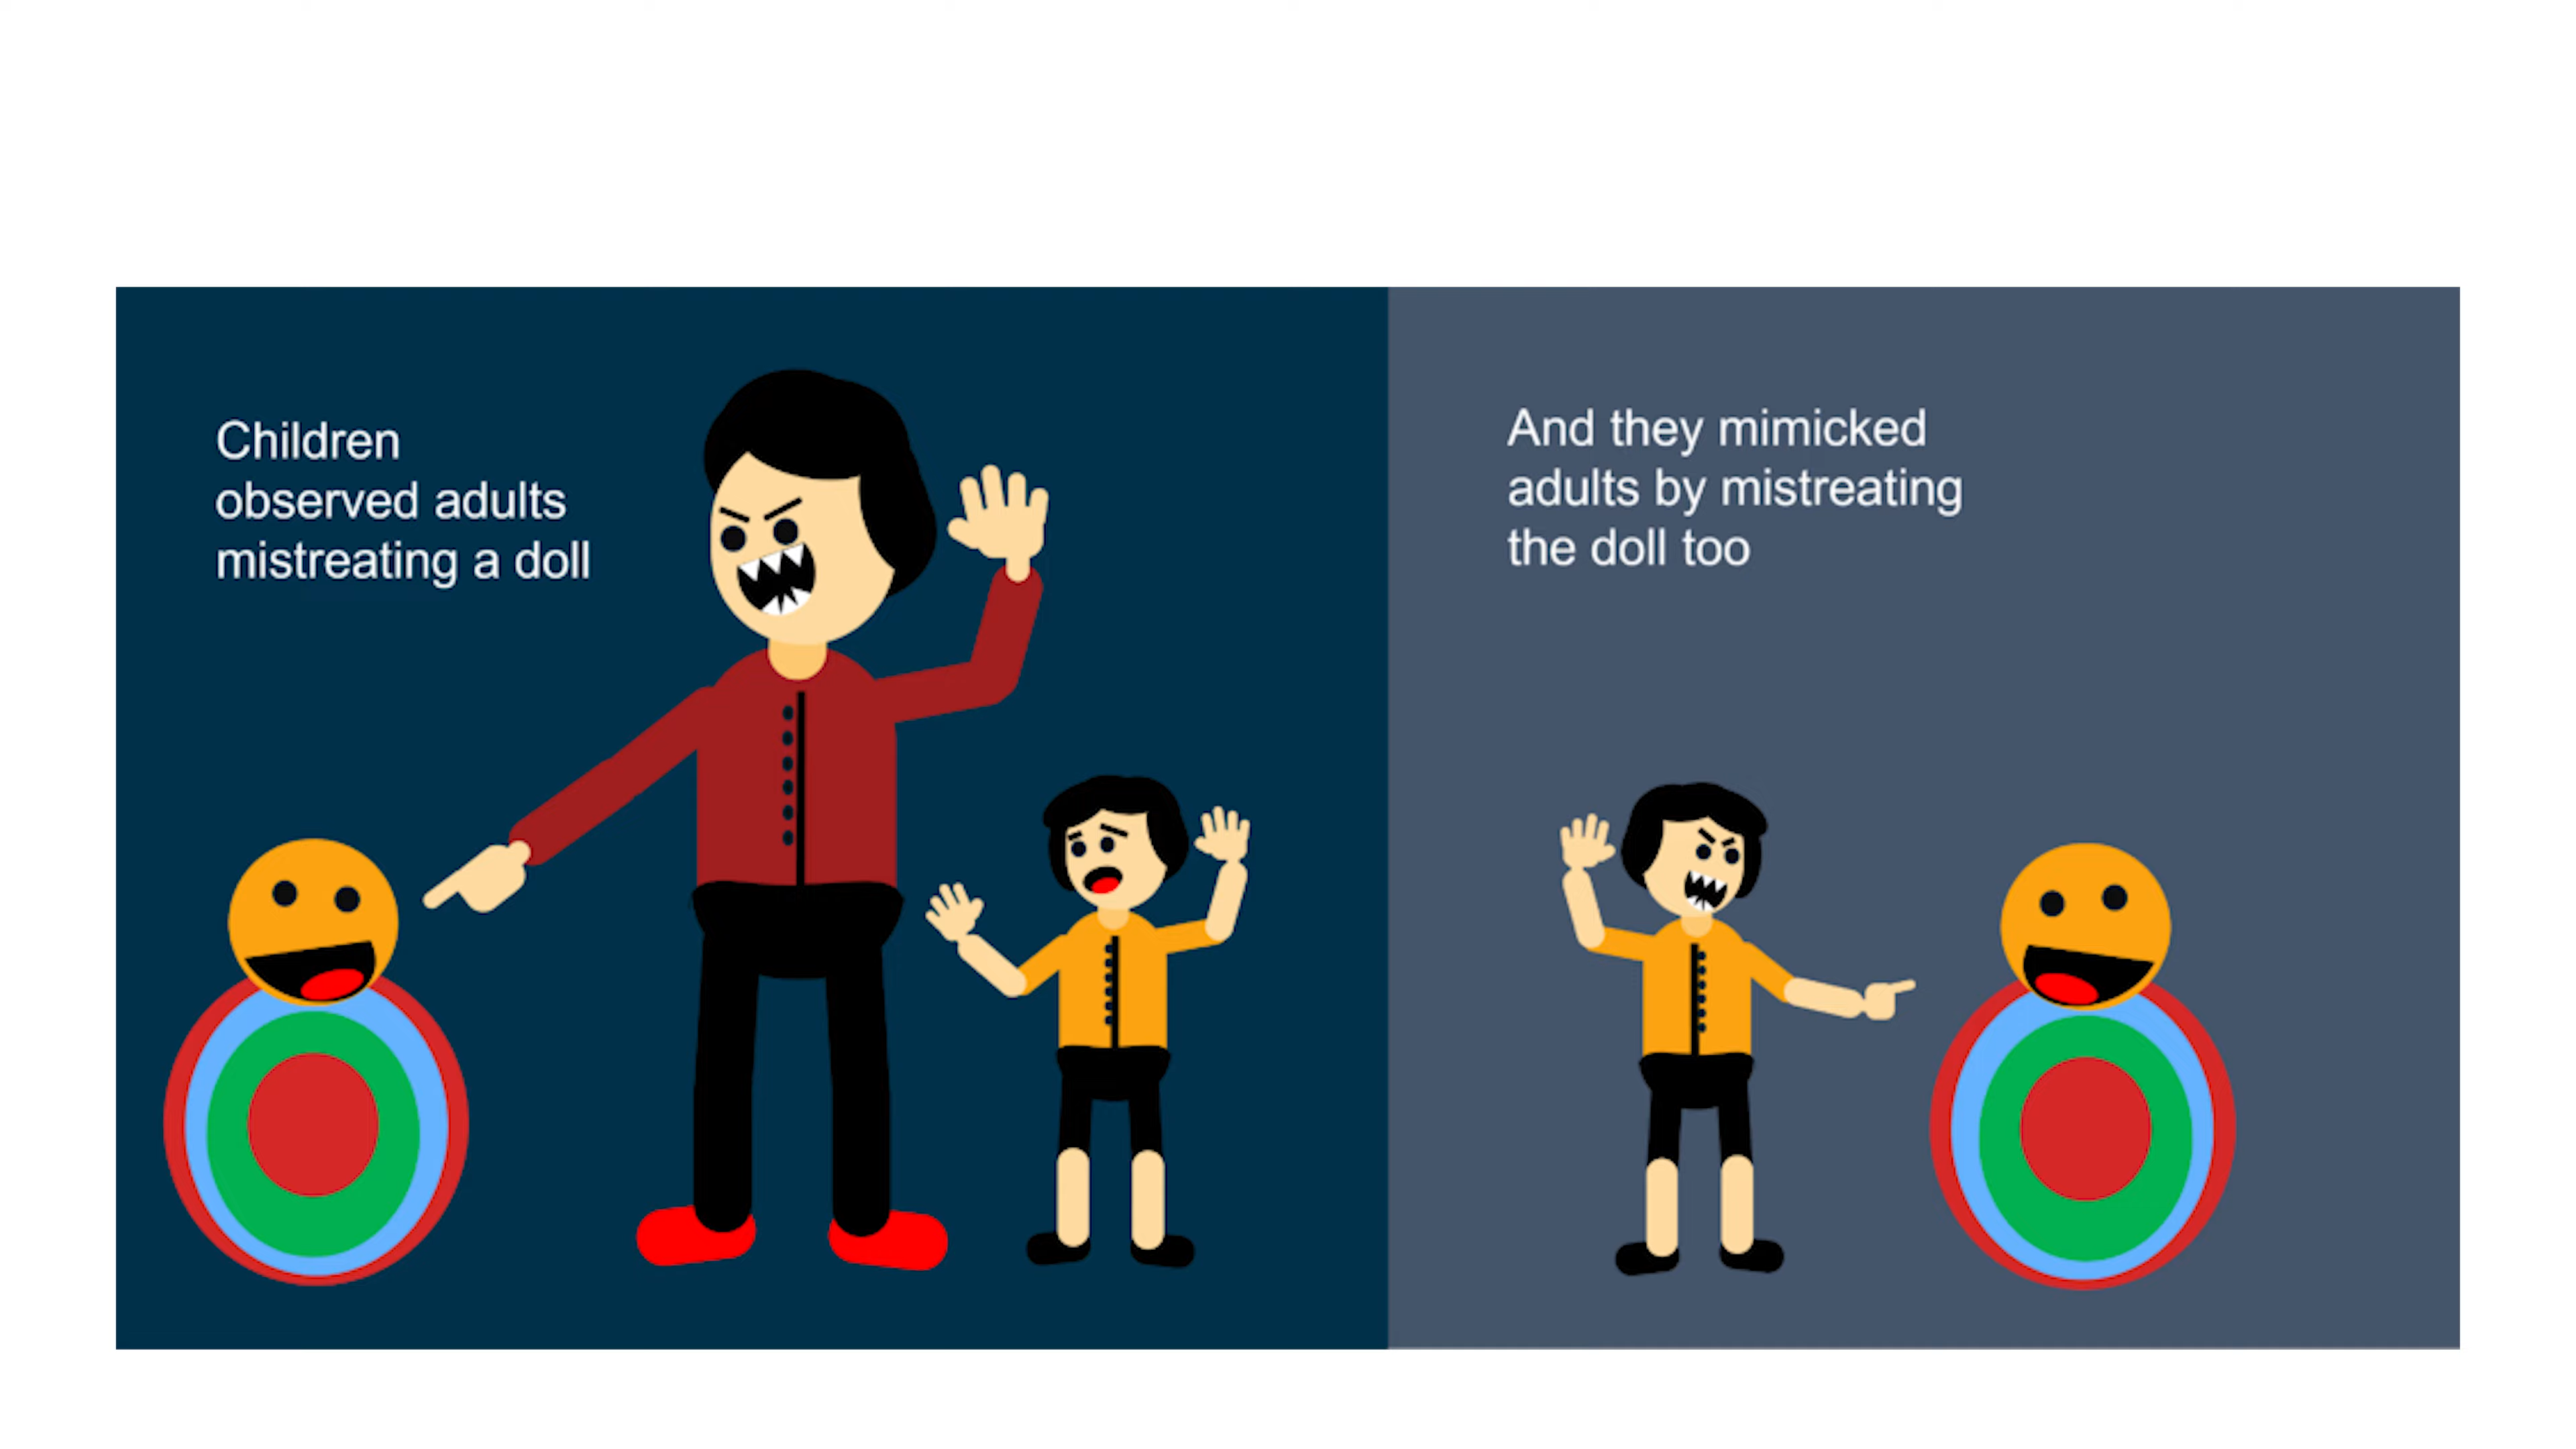 Children
observed adults
mistreating a doll
And they mimicked
adults by mistreating
the doll too